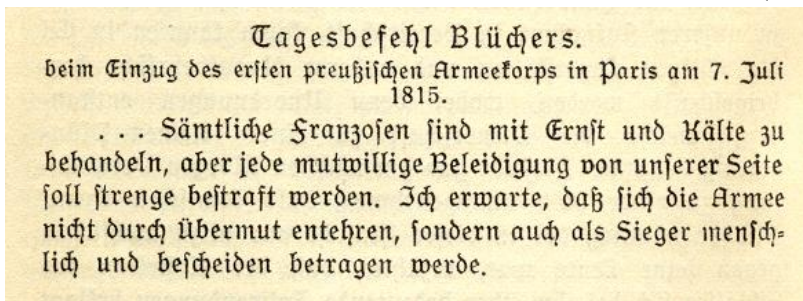 Tagesbefehl Blüchers.
beim Einzug des ersten preußischen Armeekorps in Paris am 7. Juli
1815.
. . . Sämtliche Franzosen sind mit Ernst und Kälte zu
behandeln, aber jede mutwillige Beleidigung von unserer Seite
soll strenge bestraft werden. Ich erwarte, daß sich die Armee
nicht durch Übermut entehren, sondern auch als Sieger mensch-
lich und bescheiden betragen werde.